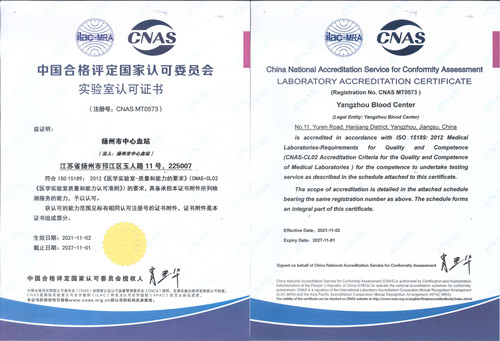 ilac-MRA
CNAS
中国合格评定国家认可委员会
实验室认可证书
(注册号: CNAS MT0573)
兹证明:
扬州市中心血站
(法人: 扬州市中心血站)
江苏省扬州市邗江区玉人路 11 号, 225007
符合 ISO 15189: 2012《医学实验室-质量和能力的要求》(CNAS-CL02
《医学实验室质量和能力认可准则》)的要求, 具备承担本证书附件所列检
测服务的能力, 予以认可。
获认可的能力范围见标有相同认可注册号的证书附件。证书附件是本
证书组成部分。
生效日期: 2021-11-02
截止日期: 2027-11-01
中国合格评定国家认可委员会授权人
ilac-MRA
CNAS
China National Accreditation Service for Conformity Assessment
LABORATORY ACCREDITATION CERTIFICATE
(Registration No. CNAS MT0573 )
Yangzhou Blood Center
(Legal Entity: Yangzhou Blood Center)
No.11, Yuren Road, Hanjiang District, Yangzhou, Jiangsu, China
is accredited in accordance with ISO 15189: 2012 Medical
Laboratories-Requirements for Quality and Competence
(CNAS-CL02 Accreditation Criteria for the Quality and Competence
of Medical Laboratories ) for the competence to undertake testing
service as described in the schedule attached to this certificate.
The scope of accreditation is detailed in the attached schedule
bearing the same registration number as above. The schedule forms
an integral part of this certificate.
Effective Date: 2021-11-02
Expiry Date: 2027-11-01
Signed on behalf of China National Accreditation Service for Conformity Assessment